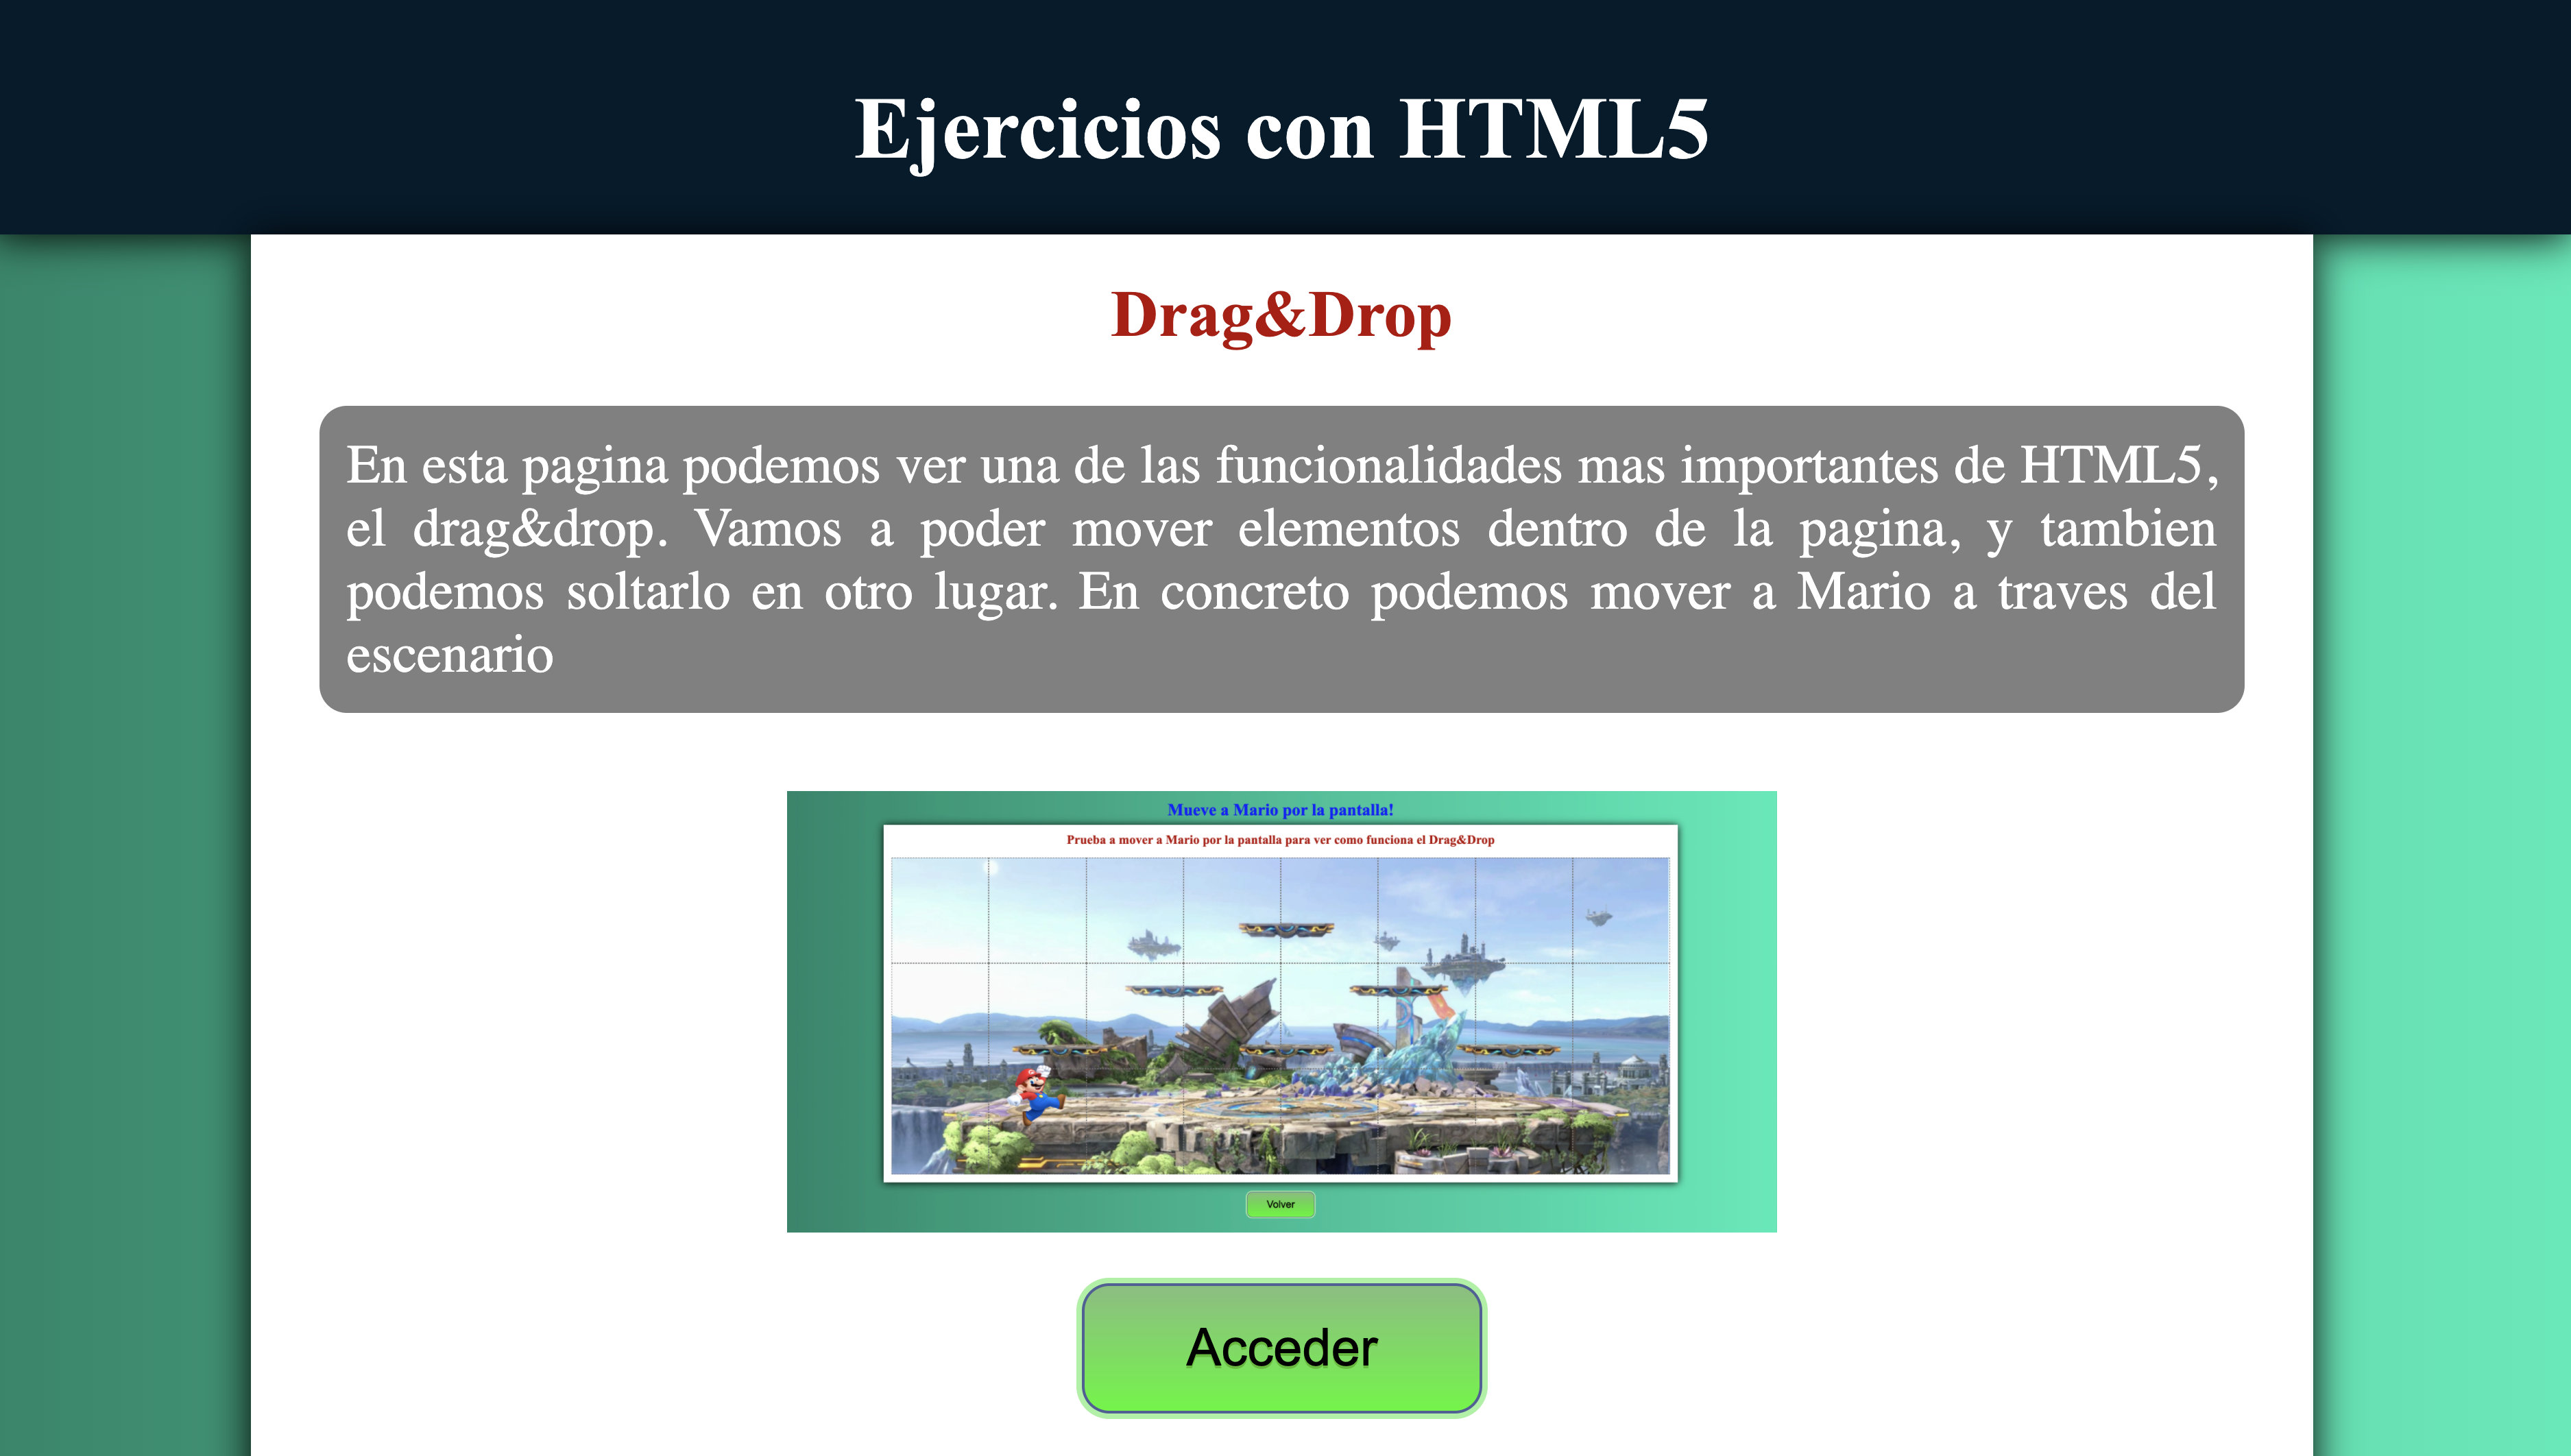 Ejercicios con HTML5
Drag&Drop
En esta pagina podemos ver una de las funcionalidades mas importantes de HTML5,
el drag&drop. Vamos a poder mover elementos dentro de la pagina, y tambien
podemos soltarlo en otro lugar. En concreto podemos mover a Mario a traves del
escenario
Mueve a Mario por la pantalla!
Prueba a mover a Mario por la pantalla para ver como funciona el Drag&Drop
Volver
Acceder